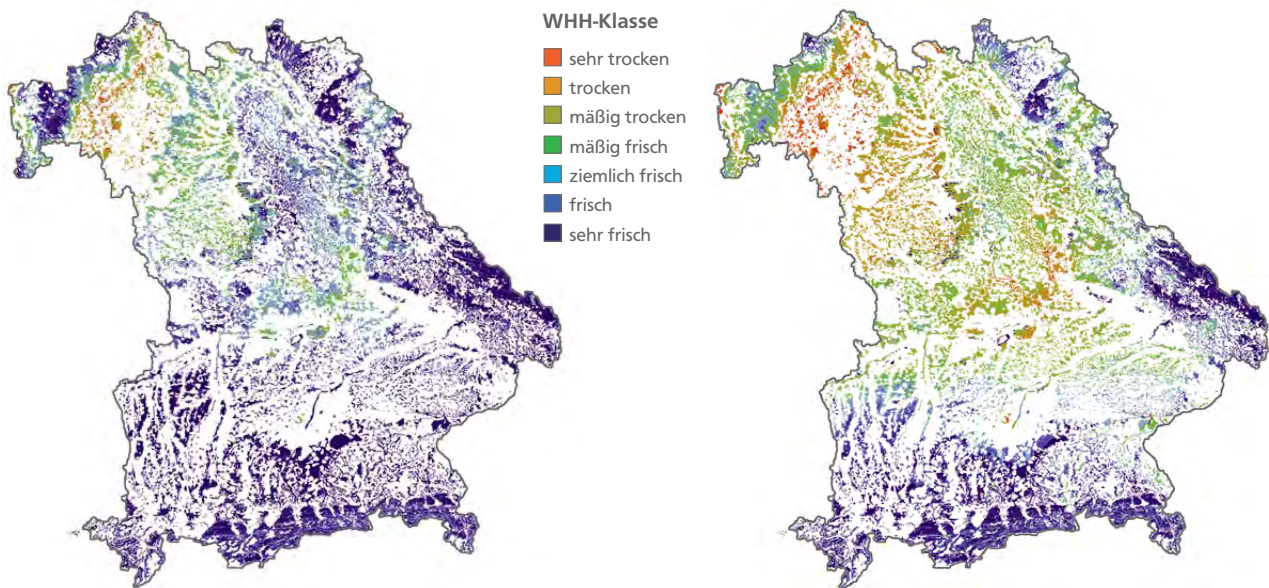 WHH-Klasse
sehr trocken
trocken
mäßig trocken
mäßig frisch
ziemlich frisch
frisch
sehr frisch